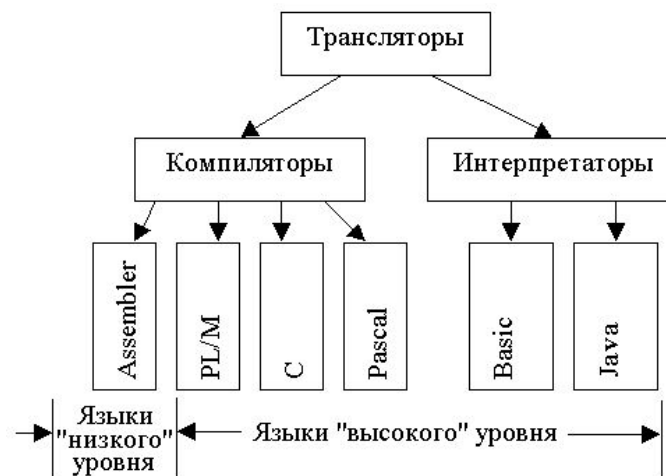 Трансляторы
Компиляторы
Интерпретаторы
Assembler
PL/M
C
Pascal
Basic
Java
Языки
"низкого"
уровня
Языки "высокого" уровня